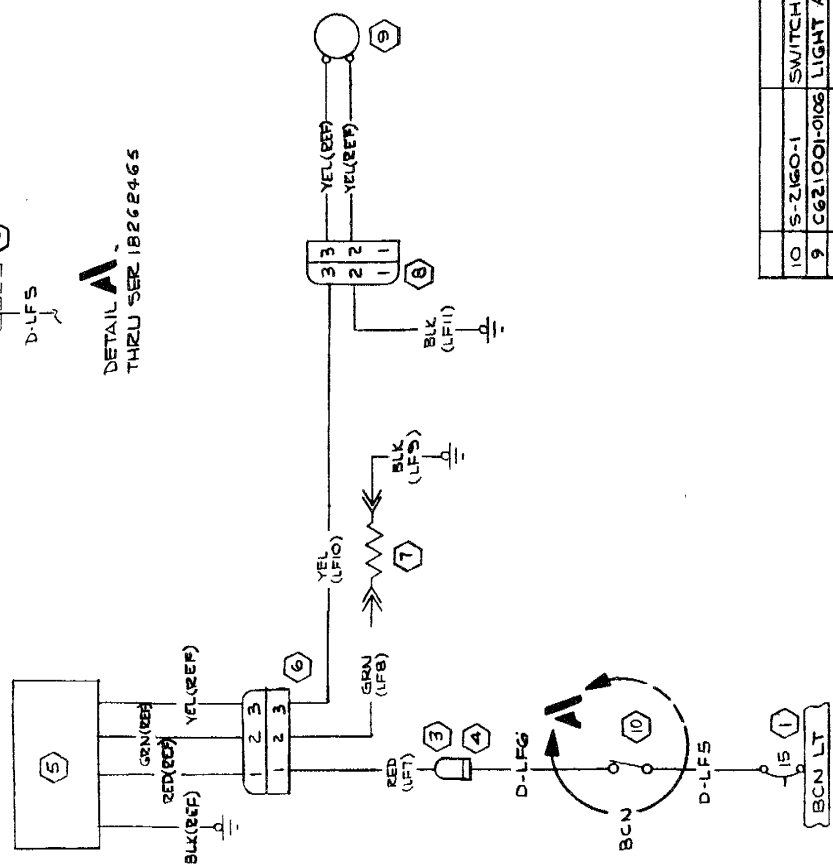 D-LF5
DETAIL A
THRU SER 18262465
5
BLK(REF)
RED(REF)
GRN(REF)
YEL(REF)
1 2 3
1 2 3
6
YEL
(LF10)
GRN
(LF8)
7
BLK
(LF9)
3 3
2 2
1 1
8
YEL(REF)
YEL(REF)
9
BLK
(LF11)
RED
(LF7)
3
4
D-LF6
A
10
BCN
D-LF5
15
1
BCN LT
10 S-2160-1 SWITCH
9 C621001-0106 LIGHT A